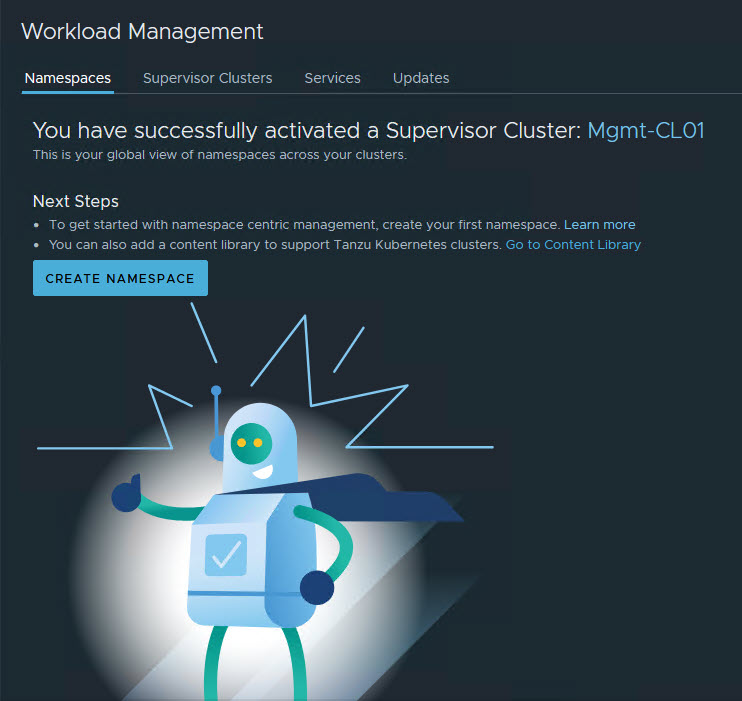 Workload Management
Namespaces Supervisor Clusters Services Updates
You have successfully activated a Supervisor Cluster: Mgmt-CL01
This is your global view of namespaces across your clusters.
Next Steps
• To get started with namespace centric management, create your first namespace. Learn more
• You can also add a content library to support Tanzu Kubernetes clusters. Go to Content Library
CREATE NAMESPACE